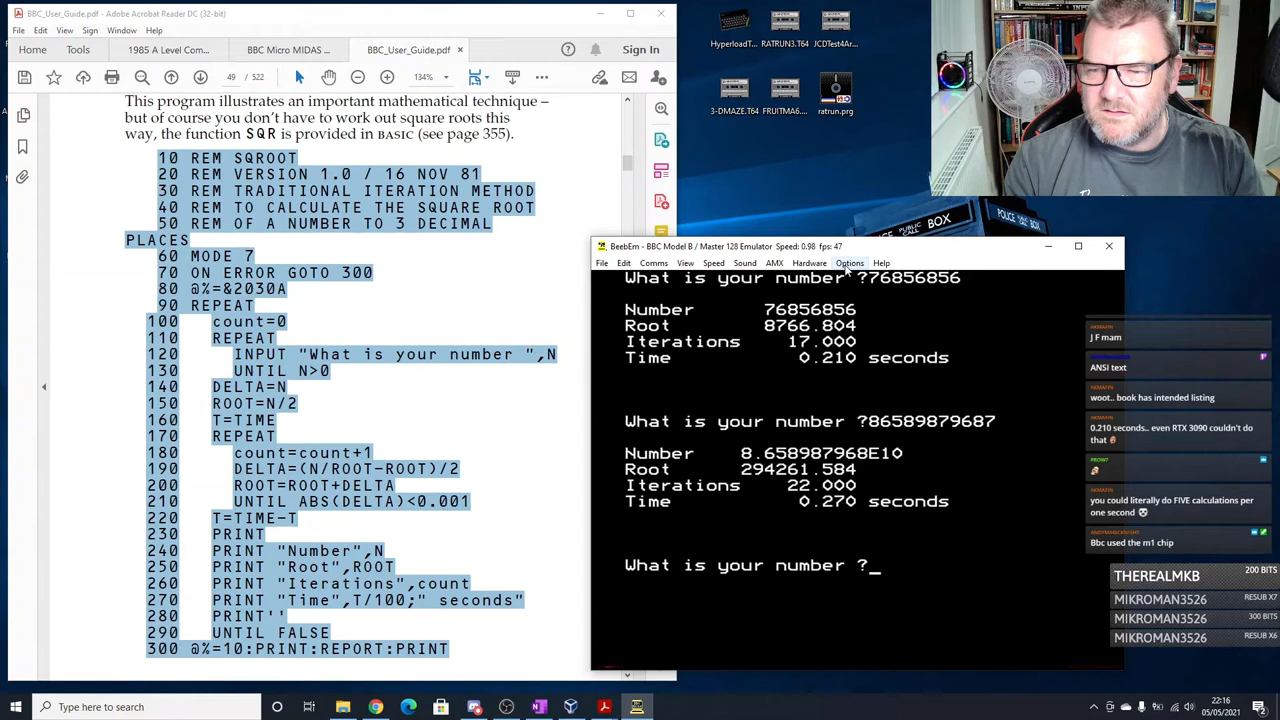 BBC_User_Guide.pdf - Adobe Acrobat Reader DC (32-bit)
File Edit View Sign Window Help
Home Tools 1985 A Level Com... BBC Micro MIDAS ... BBC_User_Guide.pdf Sign In
49 / 522 134%
This program illustrates an important mathematical technique –
but of course you don't have to work out square roots this
way, the function SQR is provided in BASIC (see page 355).
10 REM SQROOT
20 REM VERSION 1.0 / 16 NOV 81
30 REM TRADITIONAL ITERATION METHOD
40 REM TO CALCULATE THE SQUARE ROOT
50 REM OF A NUMBER TO 3 DECIMAL
PLACES
60 MODE 7
70 ON ERROR GOTO 300
80 @%=&2030A
90 REPEAT
100 count=0
110 REPEAT
120 INPUT "What is your number ",N
130 UNTIL N>0
140 DELTA=N
150 ROOT=N/2
160 T=TIME
170 REPEAT
180 count=count+1
190 DELTA=(N/ROOT-ROOT)/2
200 ROOT=ROOT+DELTA
210 UNTIL ABS(DELTA)<0.001
220 T=TIME-T
230 PRINT
240 PRINT "Number",N
250 PRINT "Root",ROOT
260 PRINT "Iterations",count
270 PRINT "Time",T/100;" seconds"
280 PRINT''
290 UNTIL FALSE
300 @%=10:PRINT:REPORT:PRINT
HyperloadT... RATRUN3.T64 JCDTest4Ar...
3-DMAZE.T64 FRUITMA6.... ratrun.prg
POLICE PUBLIC CALL BOX
BOX
BeebEm - BBC Model B / Master 128 Emulator Speed: 0.98 fps: 47
File Edit Comms View Speed Sound AMX Hardware Options Help
What is your number ?76856856
Number 76856856
Root 8766.804
Iterations 17.000
Time 0.210 seconds
What is your number ?86589879687
Number 8.658987968E10
Root 294261.584
Iterations 22.000
Time 0.270 seconds
What is your number ?_
J F mam
ANSI text
woot.. book has intended listing
0.210 seconds.. even RTX 3090 couldn't do
that
PROW7
you could literally do FIVE calculations per
one second
Bbc used the m1 chip
THEREALMKB 200 BITS
MIKROMAN3526 RESUB X7
MIKROMAN3526 300 BITS
MIKROMAN3526 RESUB X6
Type here to search
22:16
05/05/2021